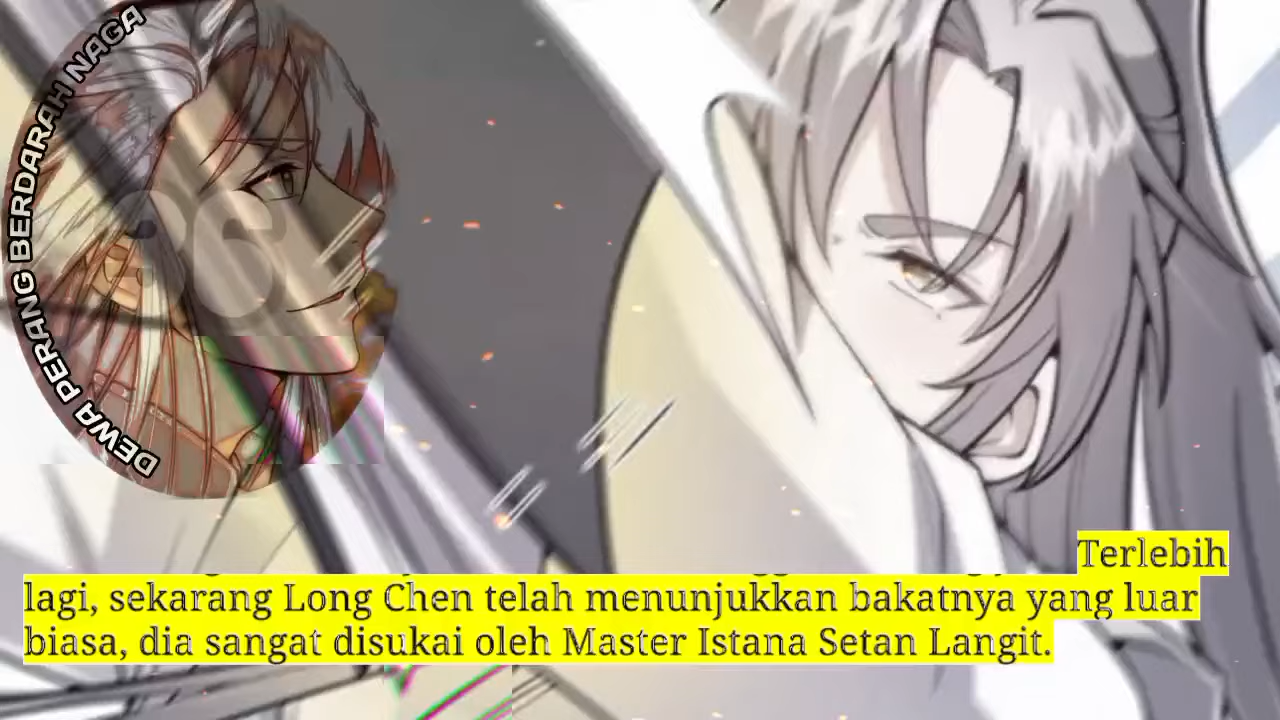 DEWA PERANG BERDARAH NAGA
36
Terlebih
lagi, sekarang Long Chen telah menunjukkan bakatnya yang luar
biasa, dia sangat disukai oleh Master Istana Setan Langit.